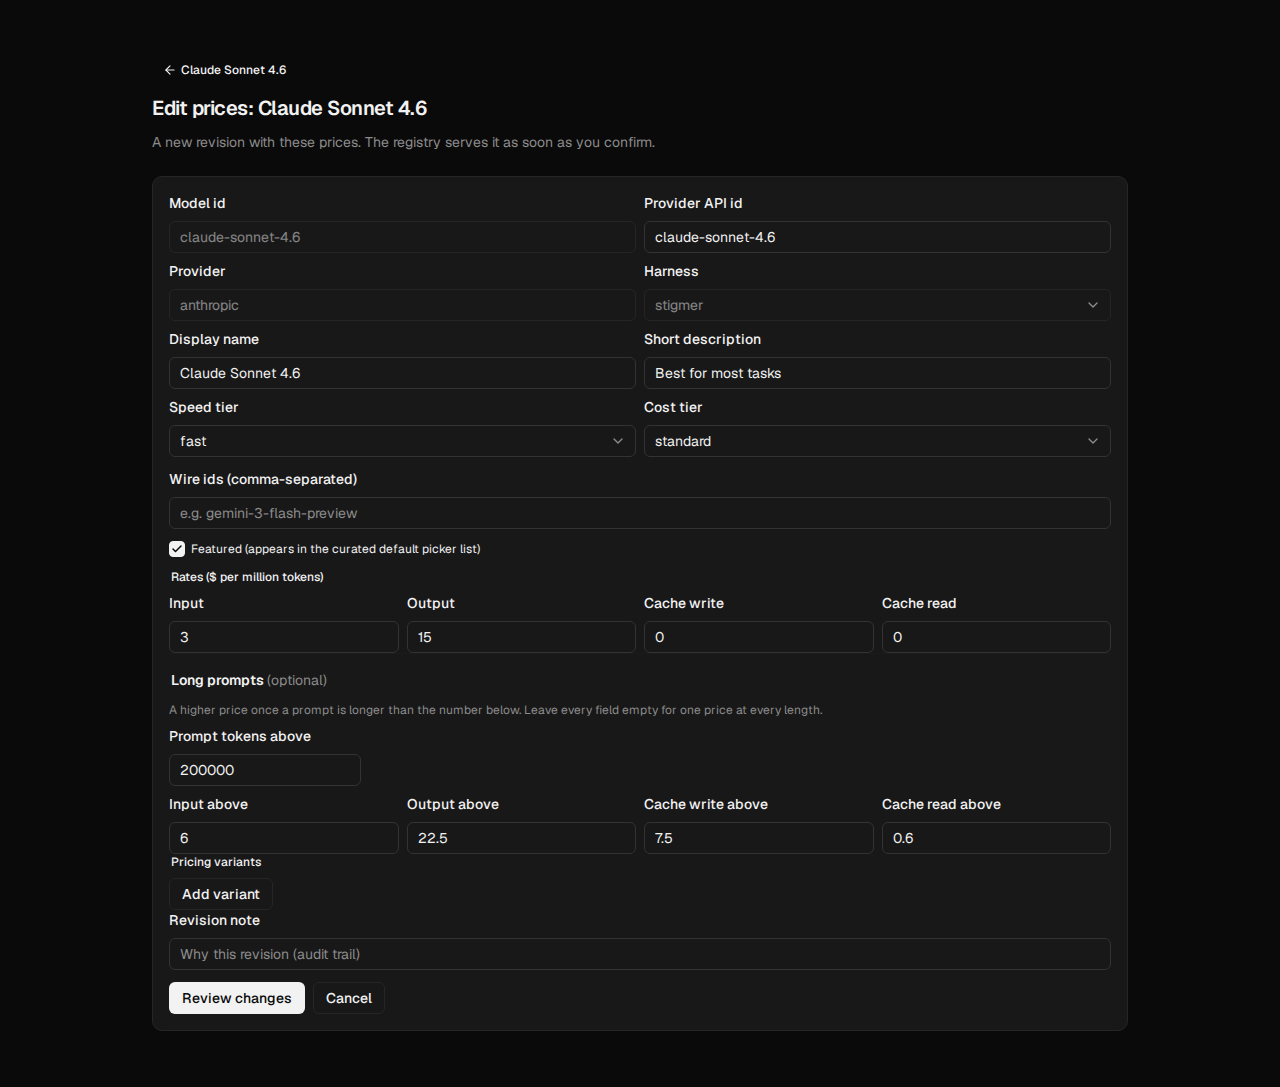 ← Claude Sonnet 4.6
Edit prices: Claude Sonnet 4.6
A new revision with these prices. The registry serves it as soon as you confirm.
Model id
Provider API id
claude-sonnet-4.6
claude-sonnet-4.6
Provider
Harness
anthropic
stigmer
Display name
Short description
Claude Sonnet 4.6
Best for most tasks
Speed tier
Cost tier
fast
standard
Wire ids (comma-separated)
e.g. gemini-3-flash-preview
Featured (appears in the curated default picker list)
Rates ($ per million tokens)
Input
Output
Cache write
Cache read
3
15
0
0
Long prompts (optional)
A higher price once a prompt is longer than the number below. Leave every field empty for one price at every length.
Prompt tokens above
200000
Input above
Output above
Cache write above
Cache read above
6
22.5
7.5
0.6
Pricing variants
Add variant
Revision note
Why this revision (audit trail)
Review changes
Cancel